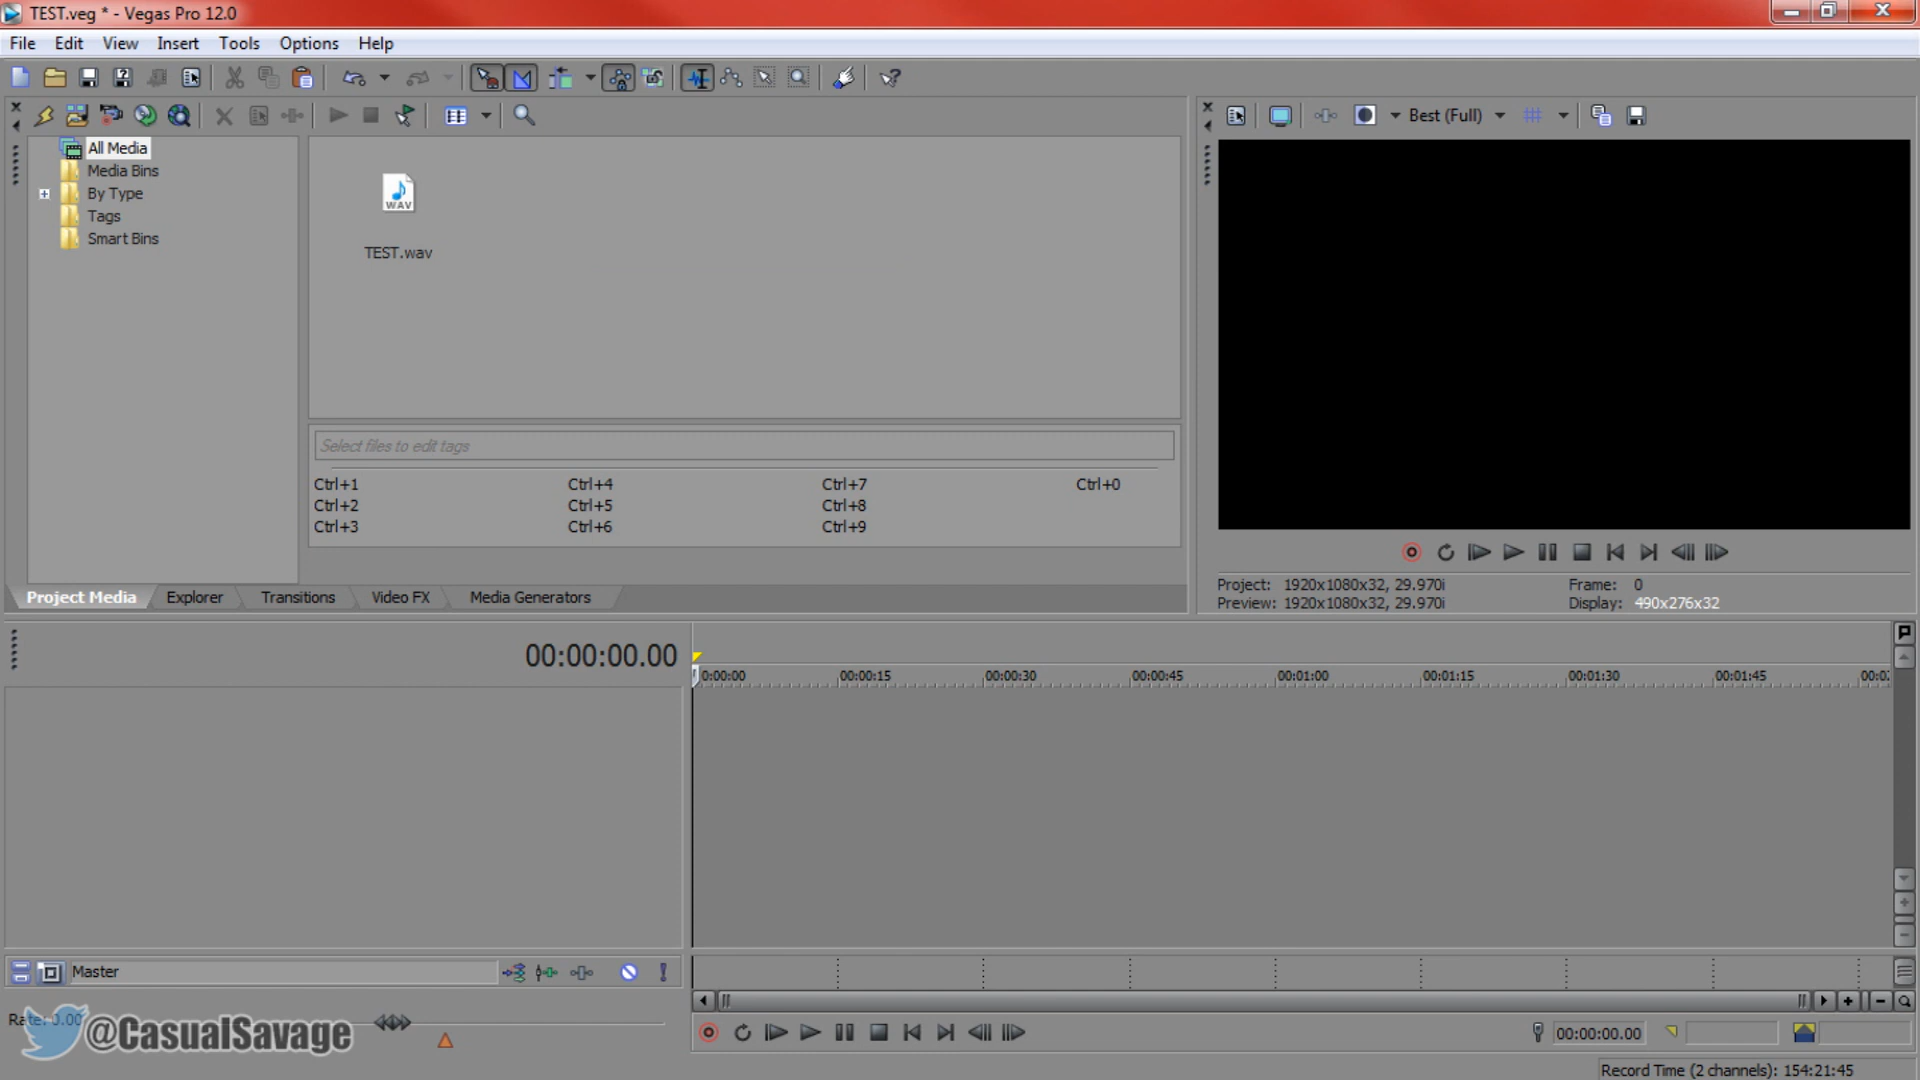 TEST.veg * - Vegas Pro 12.0
File Edit View Insert Tools Options Help
Best (Full)
All Media
Media Bins
By Type
Tags
Smart Bins
WAV
TEST.wav
Select files to edit tags
Ctrl+1 Ctrl+4 Ctrl+7 Ctrl+0
Ctrl+2 Ctrl+5 Ctrl+8
Ctrl+3 Ctrl+6 Ctrl+9
Project Media Explorer Transitions Video FX Media Generators
Project: 1920x1080x32, 29.970i Frame: 0
Preview: 1920x1080x32, 29.970i Display: 490x276x32
00:00:00.00
0:00:00 00:00:15 00:00:30 00:00:45 00:01:00 00:01:15 00:01:30 00:01:45
Master
Rate: 0.00
@CasualSavage
00:00:00.00
Record Time (2 channels): 154:21:45